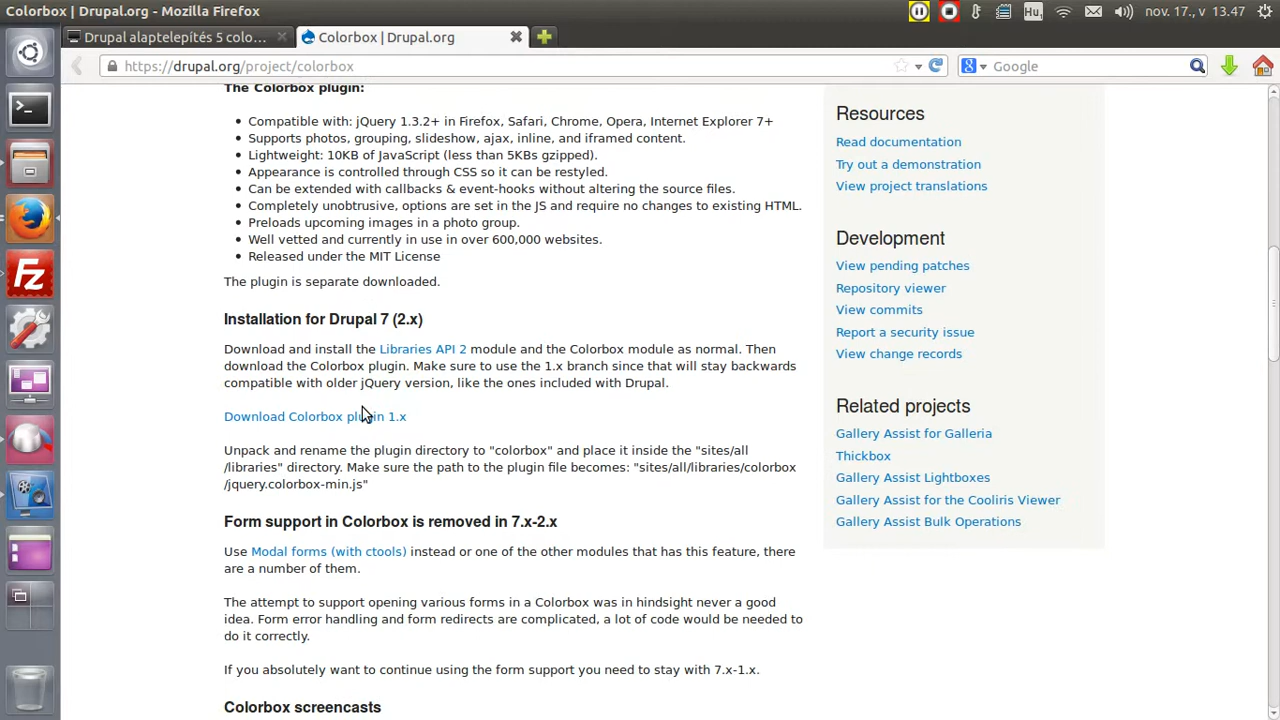 Colorbox | Drupal.org - Mozilla Firefox
Hu
nov. 17., v 13.47
Drupal alaptelepítés 5 colo...
Colorbox | Drupal.org
https://drupal.org/project/colorbox
Google
The Colorbox plugin:
Compatible with: jQuery 1.3.2+ in Firefox, Safari, Chrome, Opera, Internet Explorer 7+
Supports photos, grouping, slideshow, ajax, inline, and iframed content.
Lightweight: 10KB of JavaScript (less than 5KBs gzipped).
Appearance is controlled through CSS so it can be restyled.
Can be extended with callbacks & event-hooks without altering the source files.
Completely unobtrusive, options are set in the JS and require no changes to existing HTML.
Preloads upcoming images in a photo group.
Well vetted and currently in use in over 600,000 websites.
Released under the MIT License
The plugin is separate downloaded.
Installation for Drupal 7 (2.x)
Download and install the Libraries API 2 module and the Colorbox module as normal. Then
download the Colorbox plugin. Make sure to use the 1.x branch since that will stay backwards
compatible with older jQuery version, like the ones included with Drupal.
Download Colorbox plugin 1.x
Unpack and rename the plugin directory to "colorbox" and place it inside the "sites/all
/libraries" directory. Make sure the path to the plugin file becomes: "sites/all/libraries/colorbox
/jquery.colorbox-min.js"
Form support in Colorbox is removed in 7.x-2.x
Use Modal forms (with ctools) instead or one of the other modules that has this feature, there
are a number of them.
The attempt to support opening various forms in a Colorbox was in hindsight never a good
idea. Form error handling and form redirects are complicated, a lot of code would be needed to
do it correctly.
If you absolutely want to continue using the form support you need to stay with 7.x-1.x.
Colorbox screencasts
Resources
Read documentation
Try out a demonstration
View project translations
Development
View pending patches
Repository viewer
View commits
Report a security issue
View change records
Related projects
Gallery Assist for Galleria
Thickbox
Gallery Assist Lightboxes
Gallery Assist for the Cooliris Viewer
Gallery Assist Bulk Operations